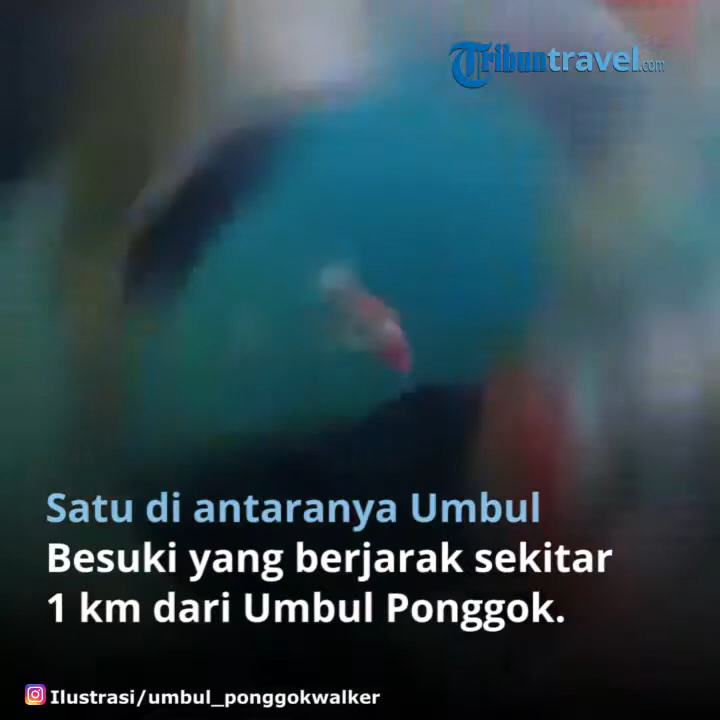 Tribuntravel.com
Satu di antaranya Umbul
Besuki yang berjarak sekitar
1 km dari Umbul Ponggok.
Ilustrasi/umbul_ponggokwalker